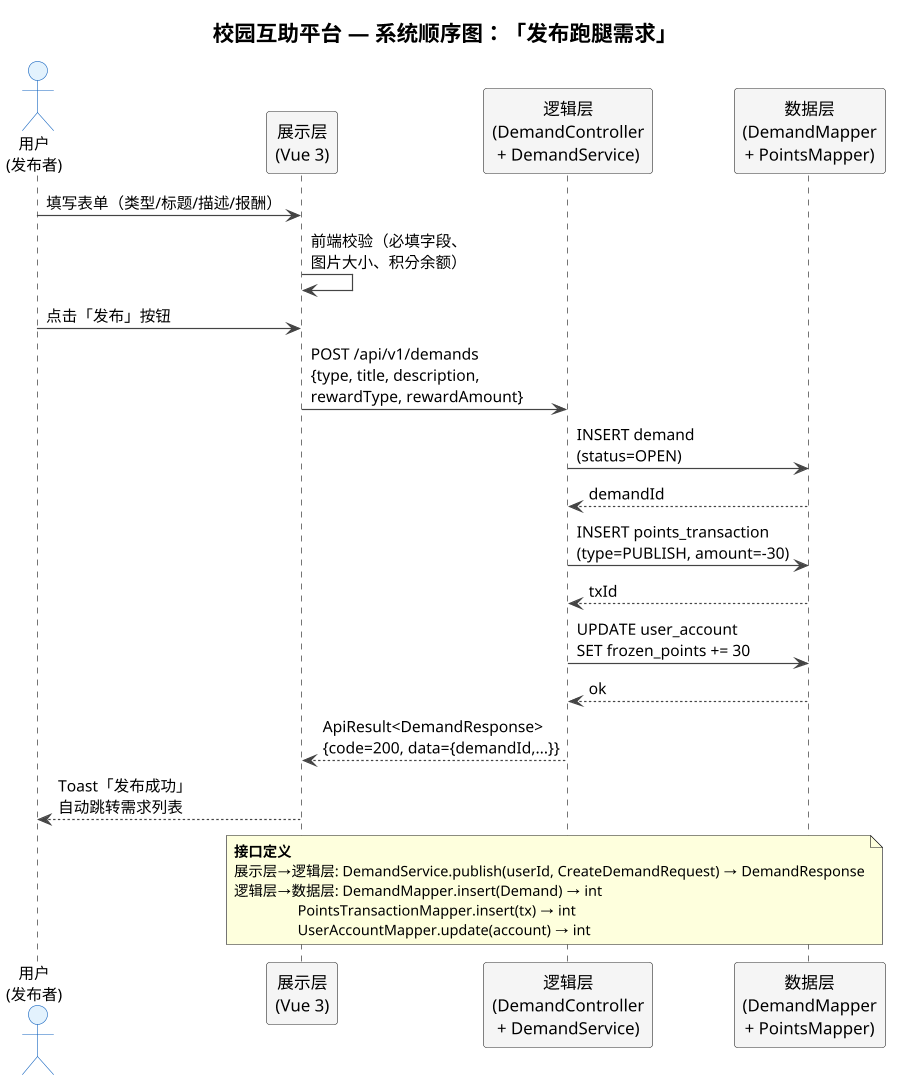 校园互助平台 — 系统顺序图：「发布跑腿需求」
用户
(发布者)
展示层
(Vue 3)
逻辑层
(DemandController
+ DemandService)
数据层
(DemandMapper
+ PointsMapper)
填写表单（类型/标题/描述/报酬）
前端校验（必填字段、
图片大小、积分余额）
点击「发布」按钮
POST /api/v1/demands
{type, title, description,
rewardType, rewardAmount}
INSERT demand
(status=OPEN)
demandId
INSERT points_transaction
(type=PUBLISH, amount=-30)
txId
UPDATE user_account
SET frozen_points += 30
ok
ApiResult<DemandResponse>
{code=200, data={demandId,...}}
Toast「发布成功」
自动跳转需求列表
接口定义
展示层→逻辑层: DemandService.publish(userId, CreateDemandRequest) → DemandResponse
逻辑层→数据层: DemandMapper.insert(Demand) → int
PointsTransactionMapper.insert(tx) → int
UserAccountMapper.update(account) → int
用户
(发布者)
展示层
(Vue 3)
逻辑层
(DemandController
+ DemandService)
数据层
(DemandMapper
+ PointsMapper)